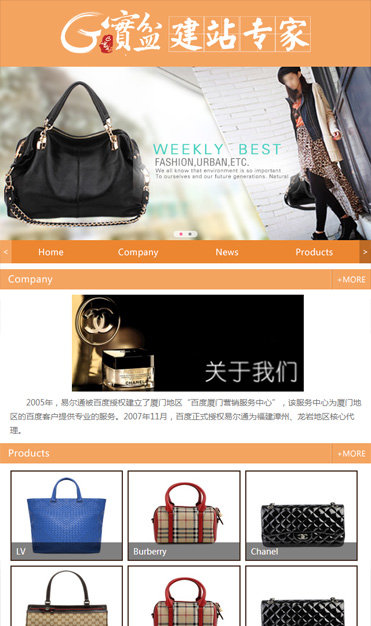 G寶盆 建站专家
WEEKLY BEST
FASHION,URBAN,ETC.
We all know that environment is so important
To ourselves and our future generations. Natural
< Home Company News Products >
Company +MORE
CHANEL
关于我们
2005年，易尔通被百度授权建立了厦门地区“百度厦门营销服务中心”，该服务中心为厦门地
区的百度客户提供专业的服务。2007年11月，百度正式授权易尔通为福建漳州、龙岩地区核心代
理。
Products +MORE
LV Burberry Chanel